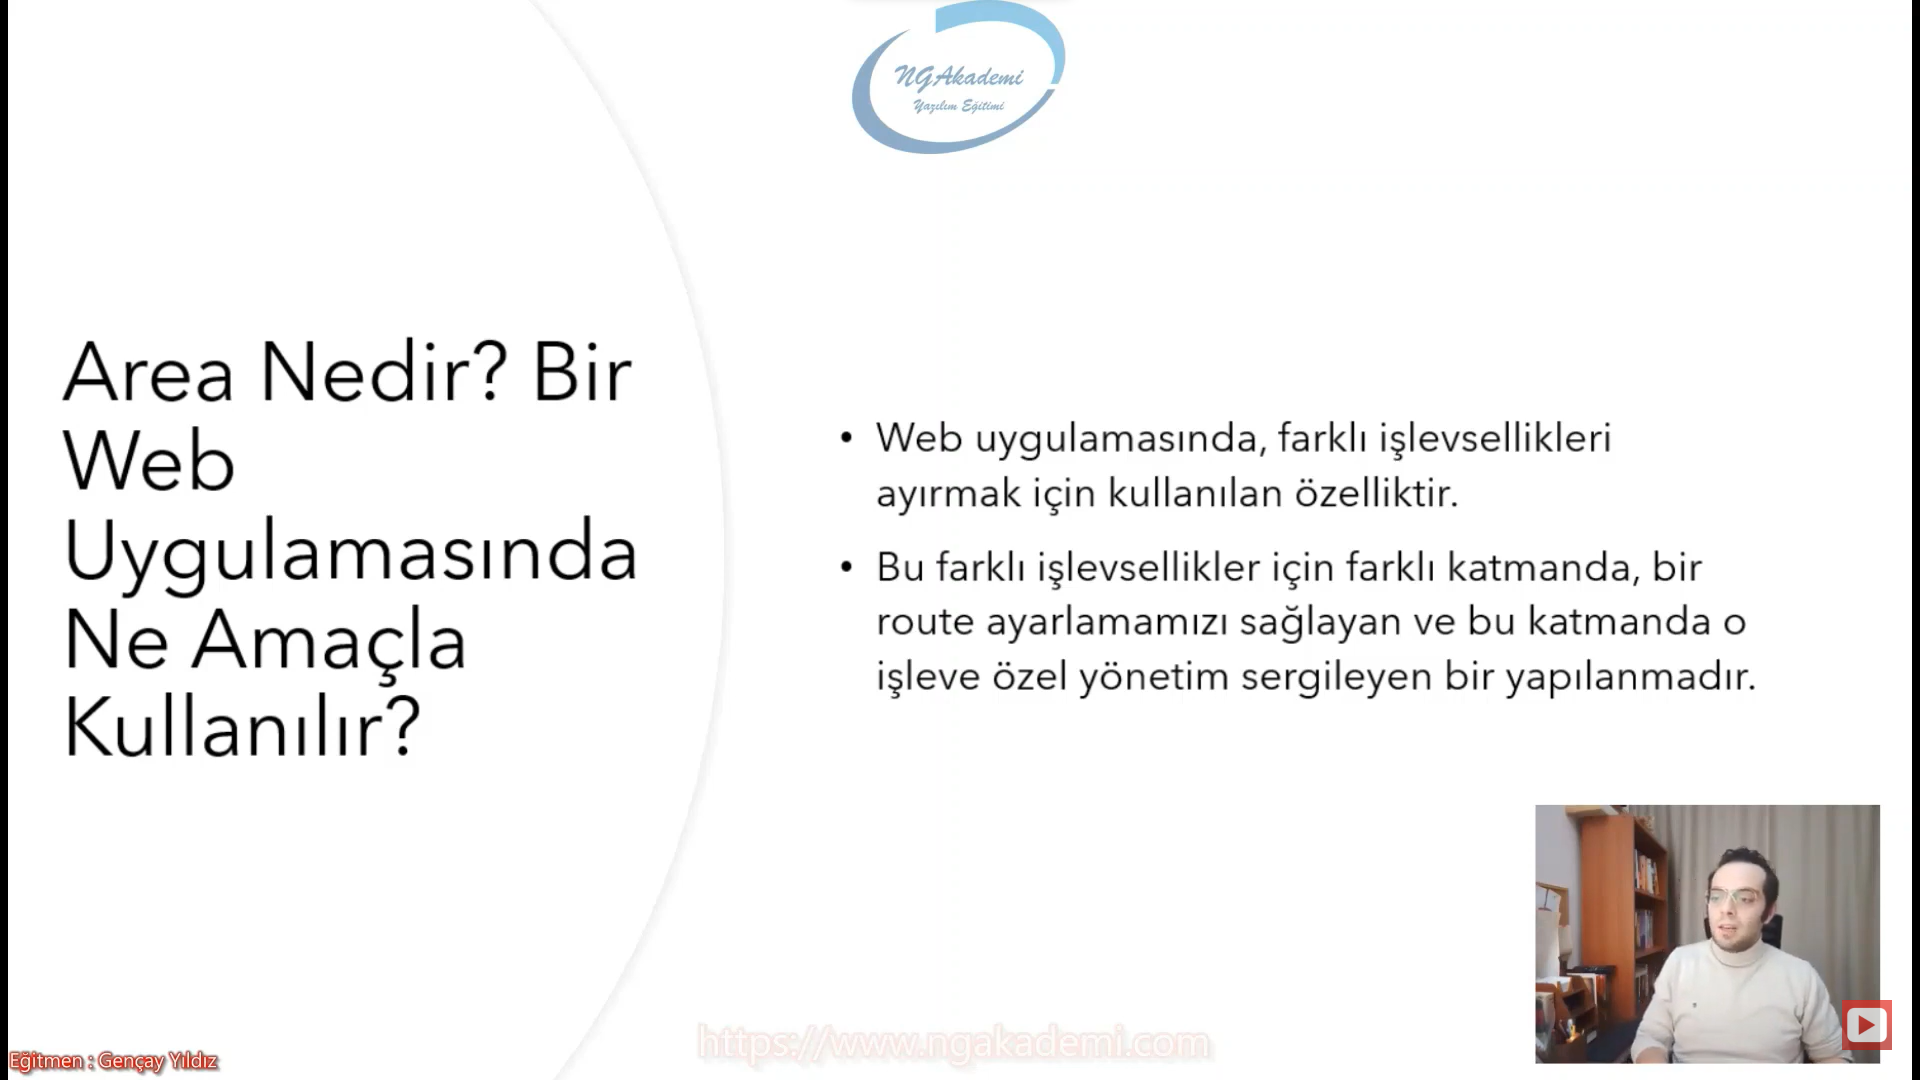 NGAkademi
Yazılım Eğitimi
Area Nedir? Bir
Web
Uygulamasında
Ne Amaçla
Kullanılır?
• Web uygulamasında, farklı işlevsellikleri
ayırmak için kullanılan özelliktir.
• Bu farklı işlevsellikler için farklı katmanda, bir
route ayarlamamızı sağlayan ve bu katmanda o
işleve özel yönetim sergileyen bir yapılanmadır.
https://www.ngakademi.com
Eğitmen : Gençay Yıldız